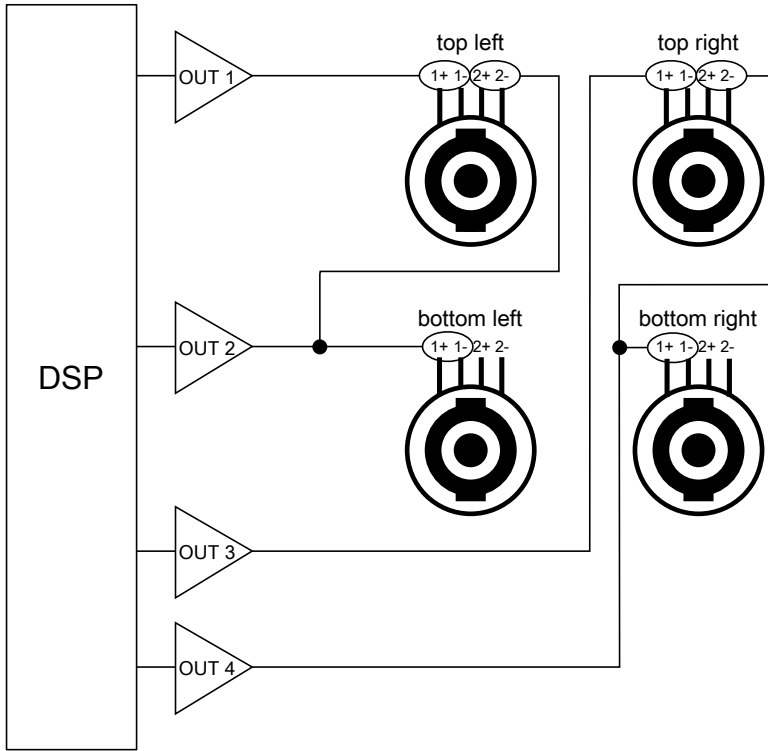 top left
top right
OUT 1
1+ 1- 2+ 2-
1+ 1- 2+ 2-
bottom left
bottom right
OUT 2
1+ 1- 2+ 2-
1+ 1- 2+ 2-
DSP
OUT 3
OUT 4